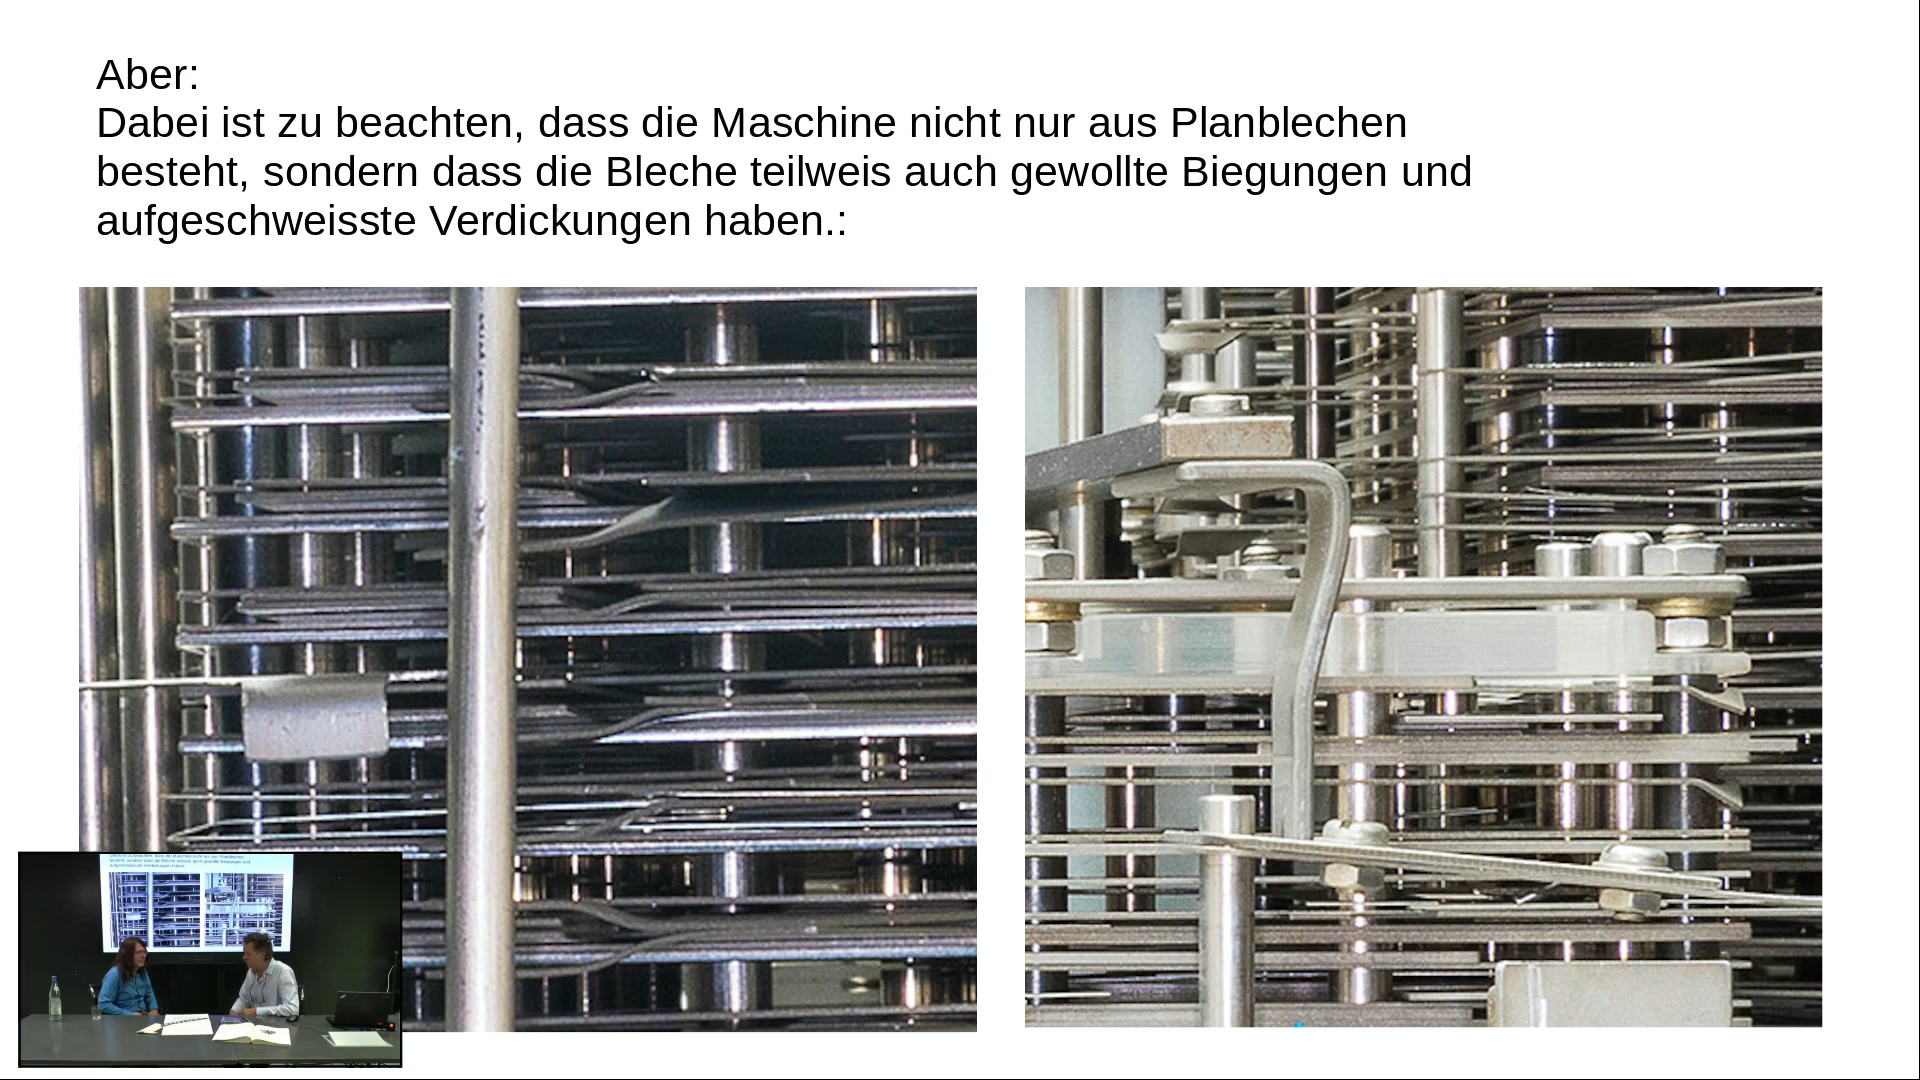 Aber:
Dabei ist zu beachten, dass die Maschine nicht nur aus Planblechen
besteht, sondern dass die Bleche teilweis auch gewollte Biegungen und
aufgeschweisste Verdickungen haben.: